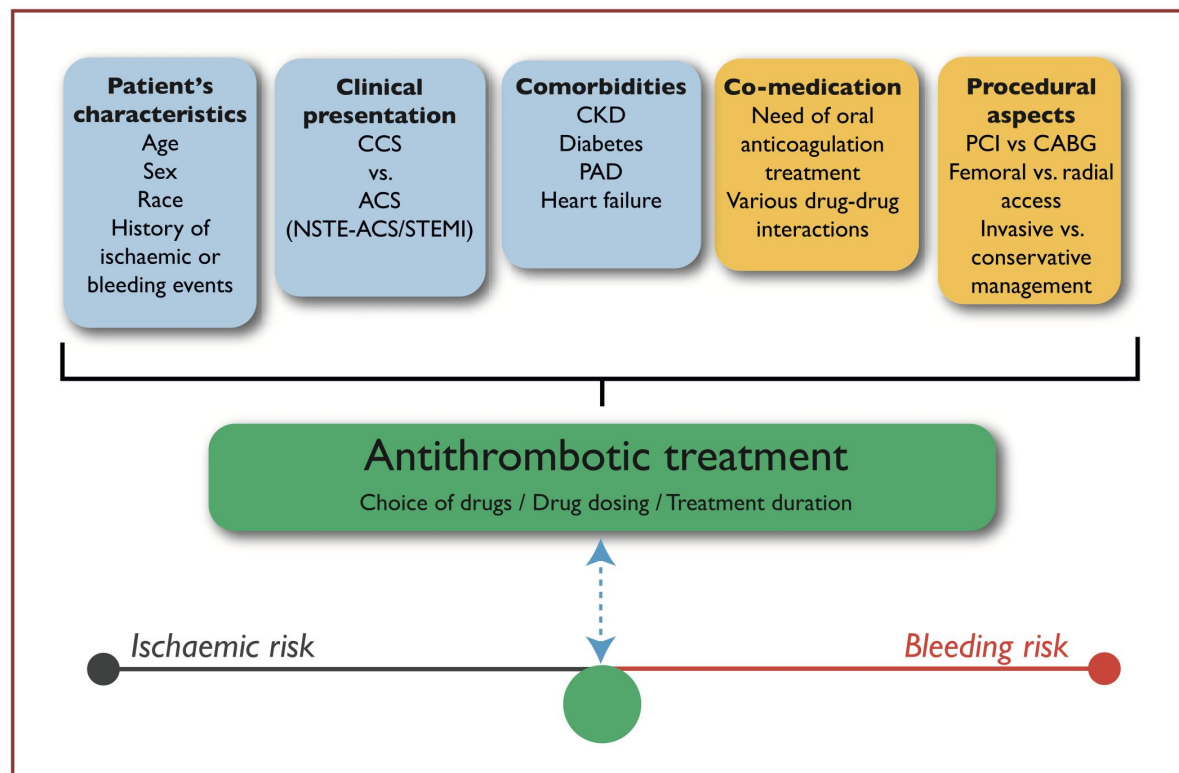 Patient's
characteristics
Age
Sex
Race
History of
ischaemic or
bleeding events
Clinical
presentation
CCS
vs.
ACS
(NSTE-ACS/STEMI)
Comorbidities
CKD
Diabetes
PAD
Heart failure
Co-medication
Need of oral
anticoagulation
treatment
Various drug-drug
interactions
Procedural
aspects
PCI vs CABG
Femoral vs. radial
access
Invasive vs.
conservative
management
Antithrombotic treatment
Choice of drugs / Drug dosing / Treatment duration
Ischaemic risk
Bleeding risk